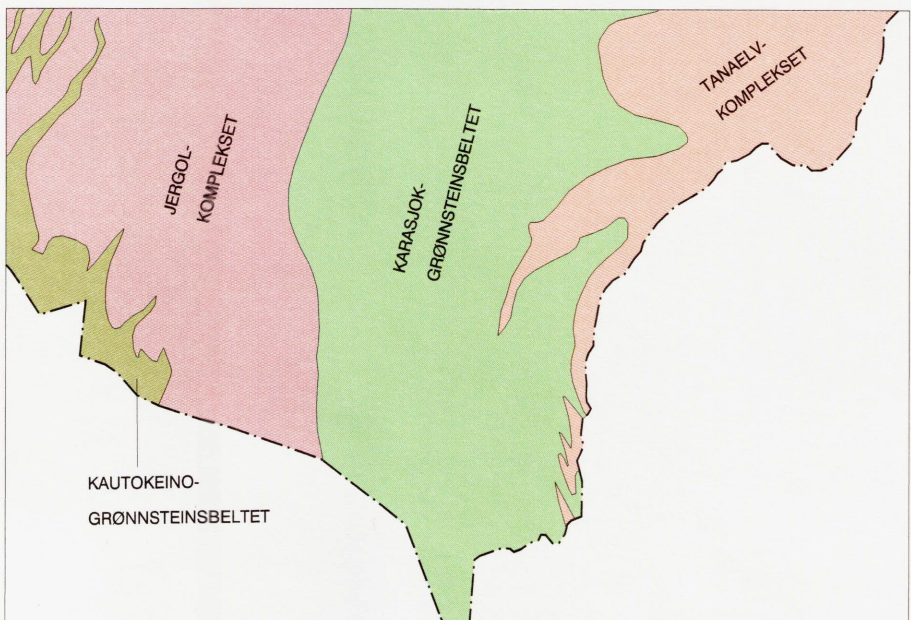 JERGOL-
KOMPLEKSET
KARASJOK-
GRØNNSTEINSBELTET
TANAELV-
KOMPLEKSET
KAUTOKEINO-
GRØNNSTEINSBELTET